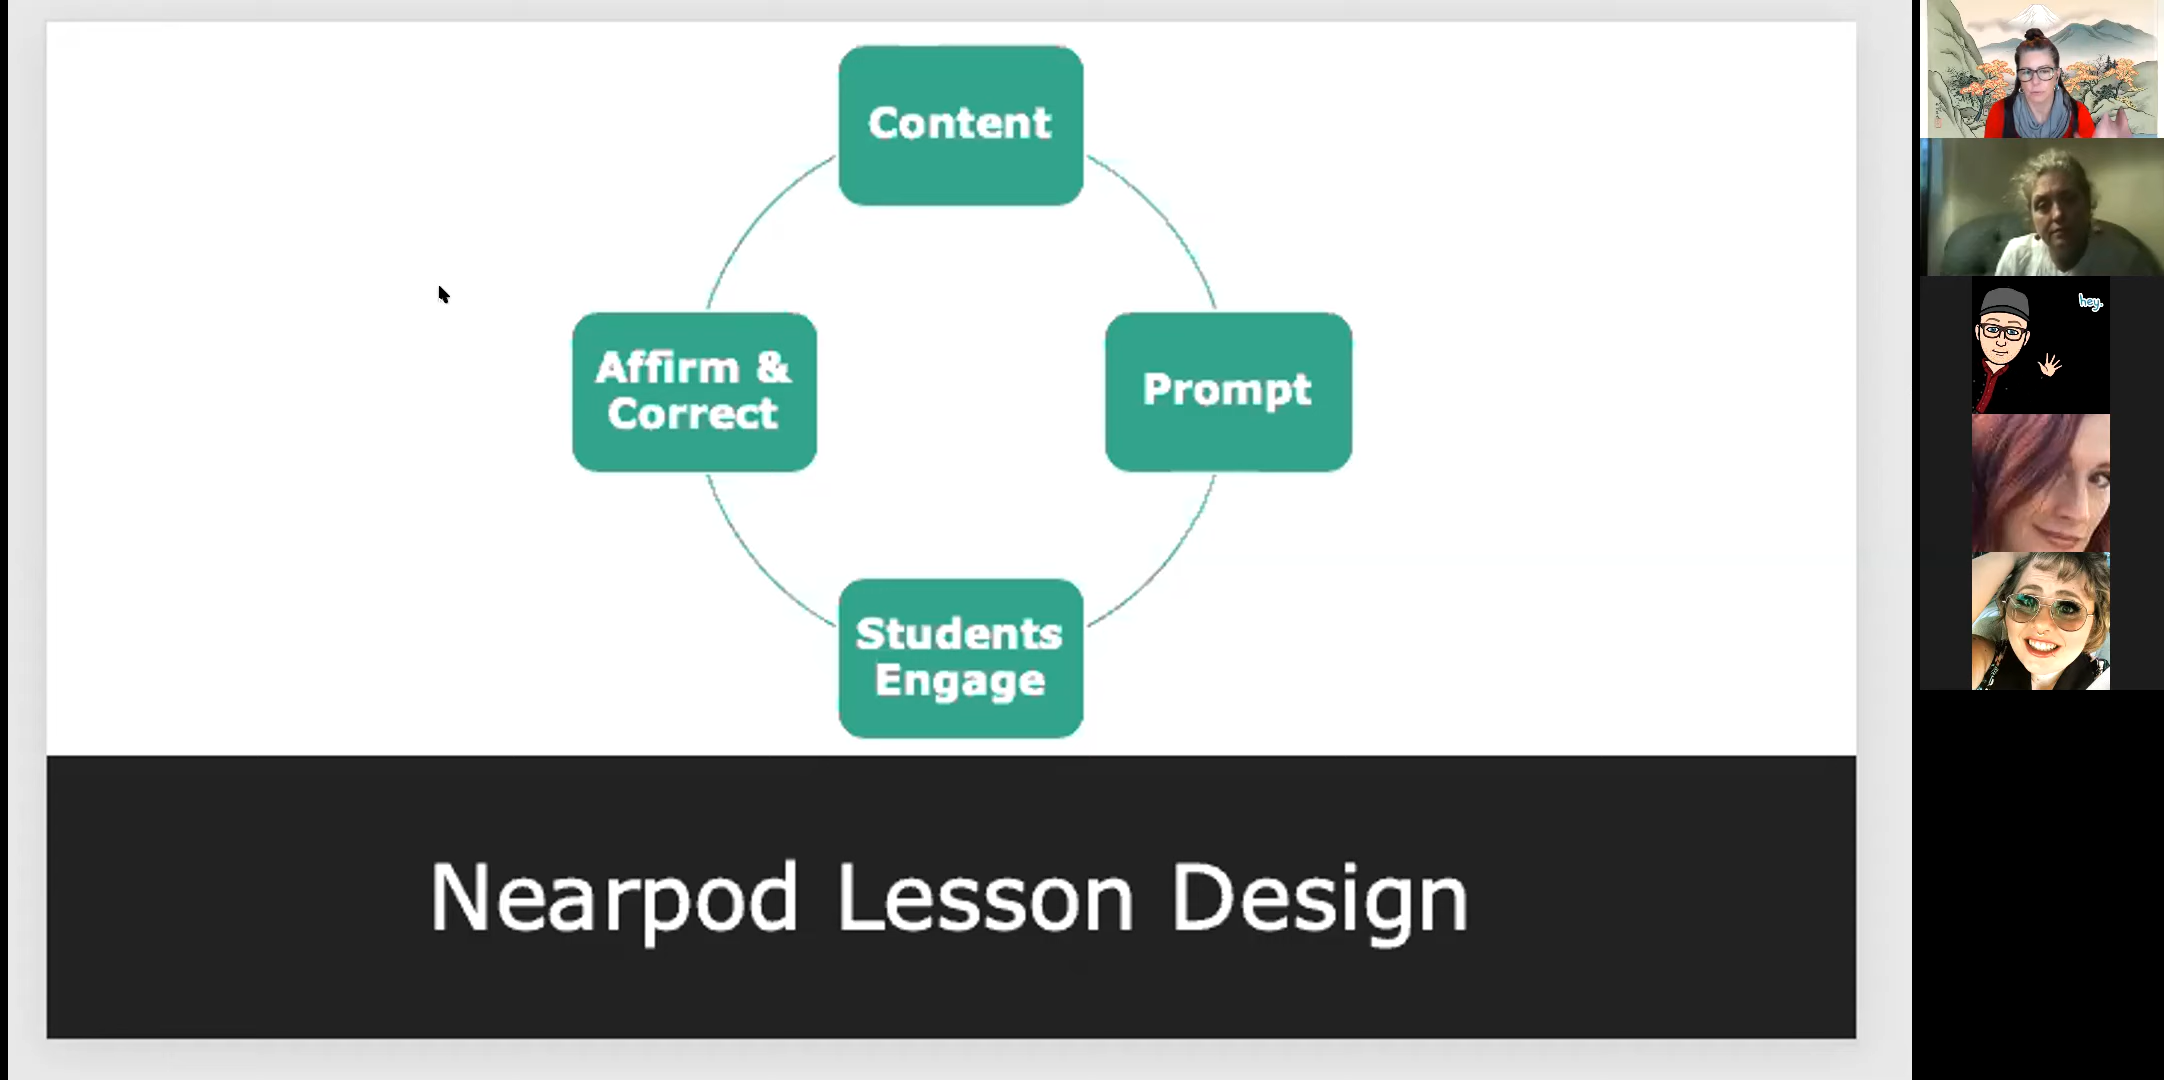 Content
Affirm &
Correct
Prompt
Students
Engage
Nearpod Lesson Design
hey.